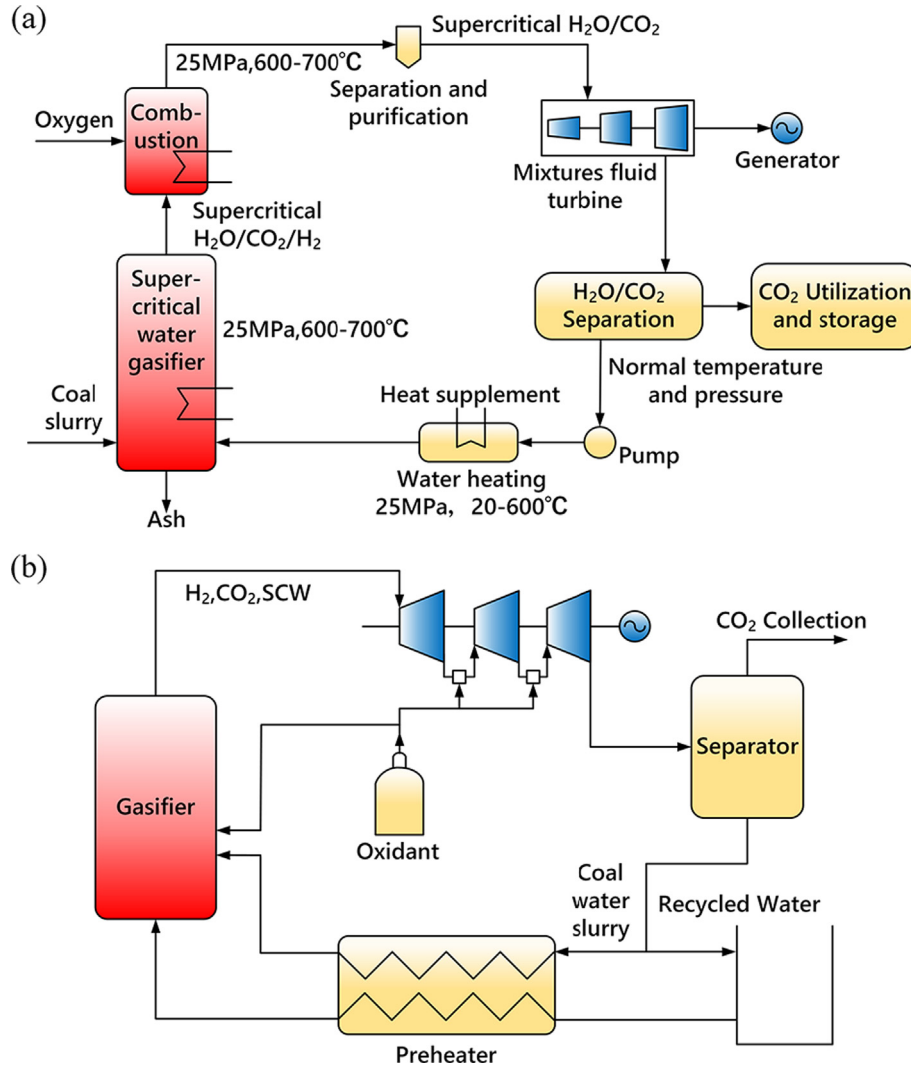 (a)
Supercritical H₂O/CO₂
25MPa,600-700℃
Separation and
purification
Oxygen
Comb-
ustion
Generator
Mixtures fluid
turbine
Supercritical
H₂O/CO₂/H₂
Super-
critical
water
gasifier
25MPa,600-700℃
H₂O/CO₂
Separation
CO₂ Utilization
and storage
Normal temperature
and pressure
Coal
slurry
Heat supplement
Pump
Water heating
25MPa, 20-600℃
Ash
(b)
H₂,CO₂,SCW
CO₂ Collection
Separator
Gasifier
Oxidant
Coal
water
slurry
Recycled Water
Preheater